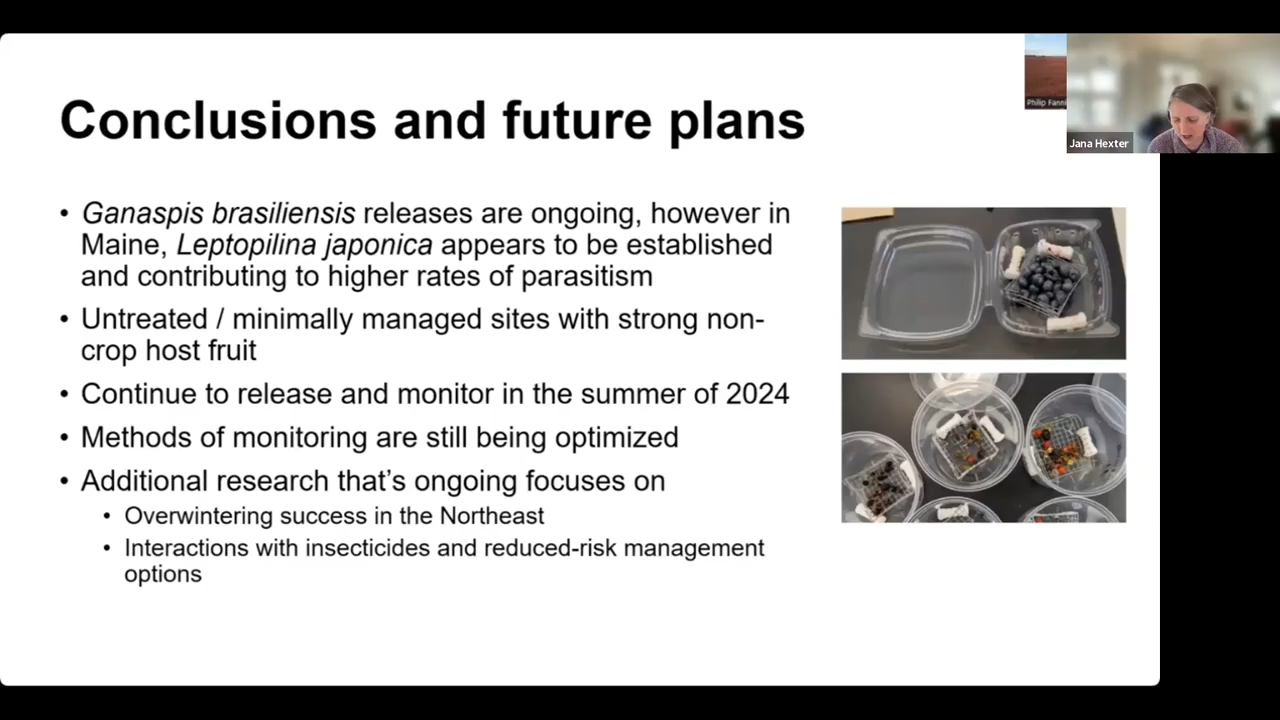 Conclusions and future plans
Philip Fanni
Jana Hexter
• Ganaspis brasiliensis releases are ongoing, however in
Maine, Leptopilina japonica appears to be established
and contributing to higher rates of parasitism
• Untreated / minimally managed sites with strong non-
crop host fruit
• Continue to release and monitor in the summer of 2024
• Methods of monitoring are still being optimized
• Additional research that’s ongoing focuses on
• Overwintering success in the Northeast
• Interactions with insecticides and reduced-risk management
options